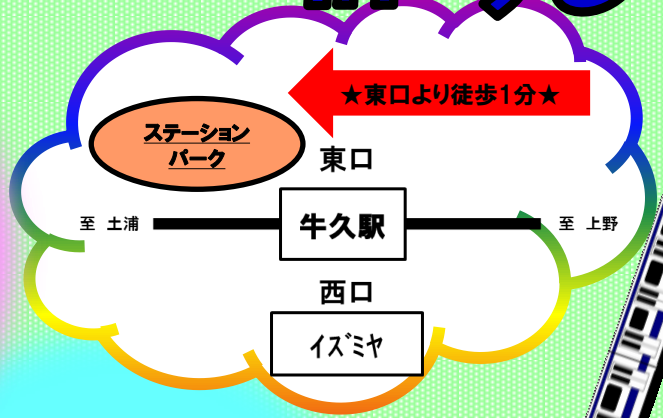 ★東口より徒歩1分★
ステーション
パーク
東口
至 土浦
牛久駅
至 上野
西口
イズミヤ